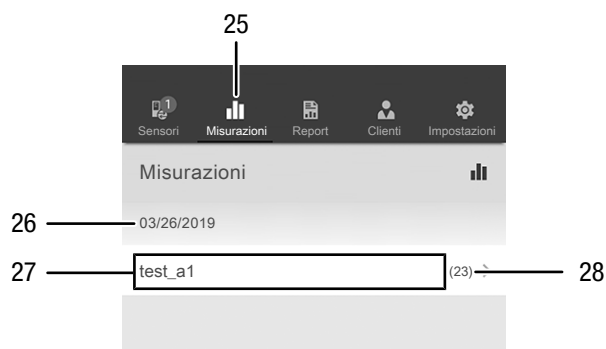 25
1
Sensori Misurazioni Report Clienti Impostazioni
Misurazioni
26 03/26/2019
27 test_a1 (23) 28